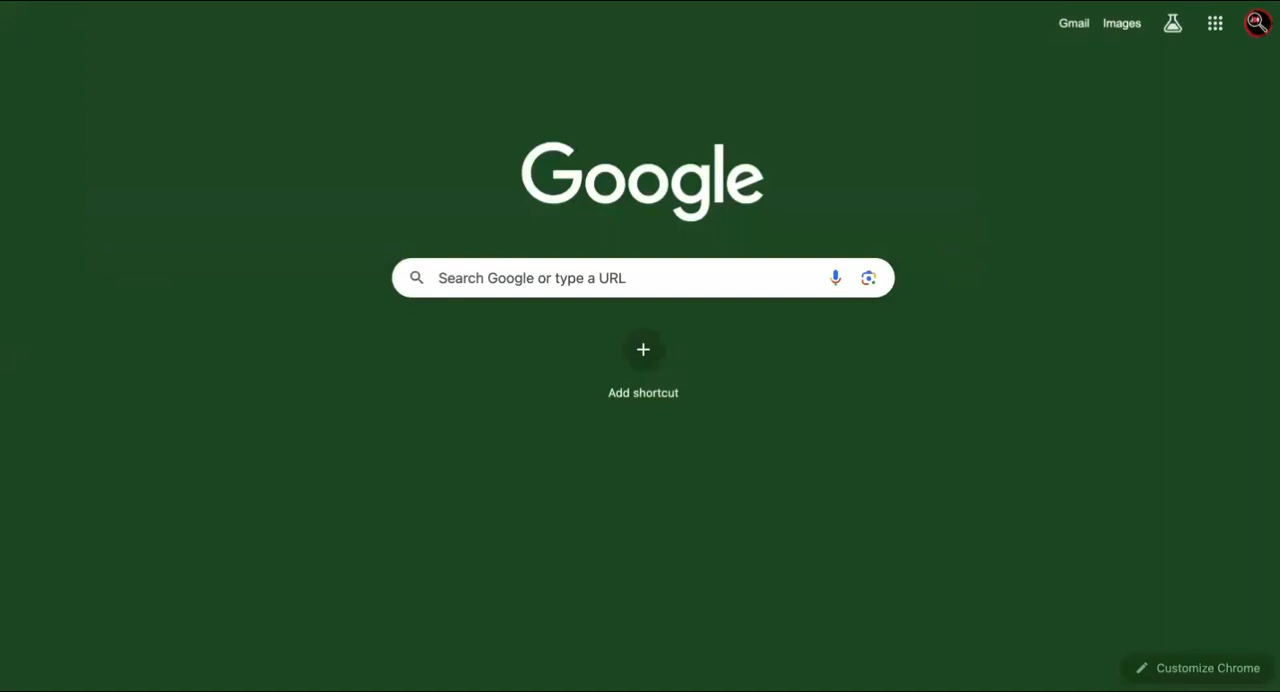 Gmail Images
Google
Search Google or type a URL
Add shortcut
Customize Chrome